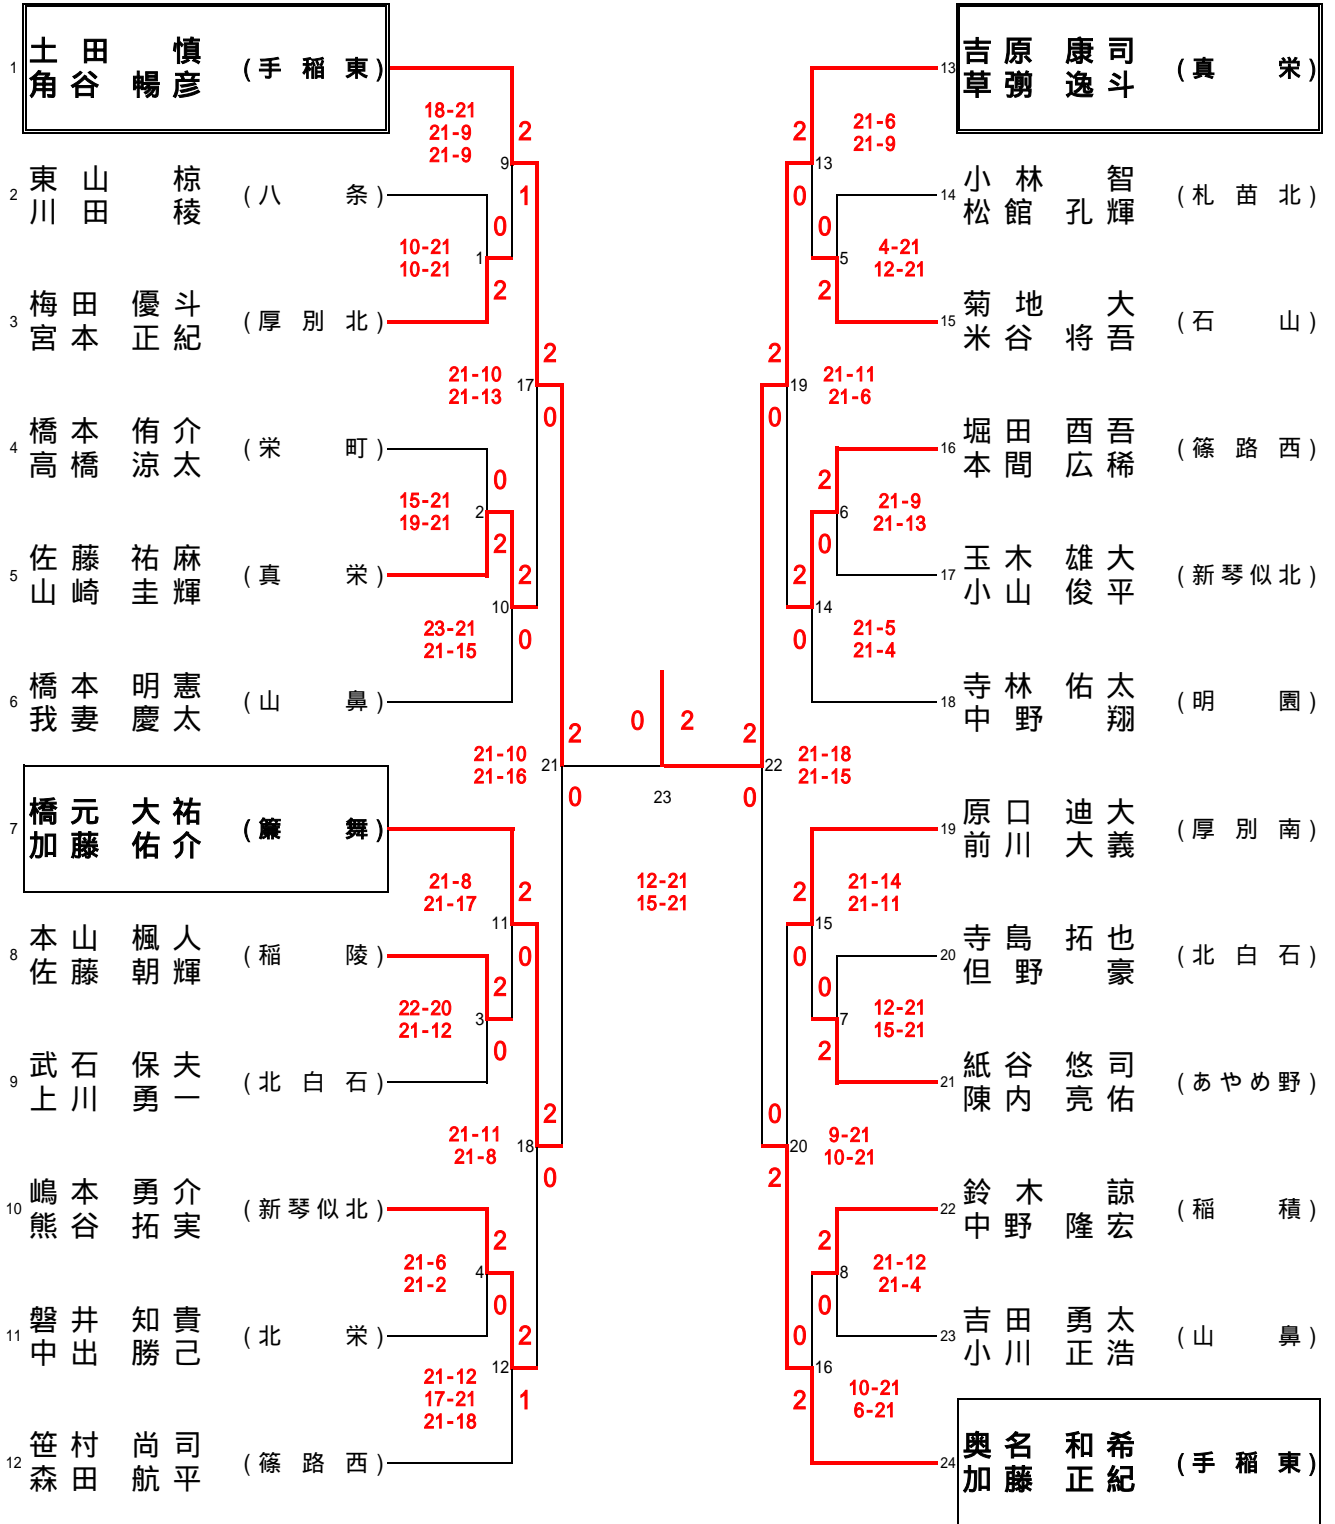 1 土田 慎 (手稲東)
角谷 暢彦
18-21
21-9
21-9
2
9
1
2 東山 椋 (八条)
川田 稜
0
10-21
10-21
1
2
3 梅田 優斗 (厚別北)
宮本 正紀
2
21-10
21-13
17
0
4 橋本 侑介 (栄町)
高橋 涼太
0
15-21
19-21
2
2
5 佐藤 祐麻 (真栄)
山崎 圭輝
2
10
23-21
21-15
0
6 橋本 明憲 (山鼻)
我妻 慶太
2
21-10
21-16
21
0
7 橋元 大祐 (簾舞)
加藤 佑介
21-8
21-17
2
11
0
8 本山 楓人 (稲陵)
佐藤 朝輝
2
22-20
21-12
3
0
9 武石 保夫 (北白石)
上川 勇一
2
21-11
21-8
18
0
10 嶋本 勇介 (新琴似北)
熊谷 拓実
2
21-6
21-2
4
0
11 磐井 知貴 (北栄)
中出 勝己
2
12
21-12
17-21
21-18
1
12 笹村 尚司 (篠路西)
森田 航平
0 2
23
12-21
15-21
13 吉原 康司 (真栄)
草彅 逸斗
2
21-6
21-9
13
0
14 小林 智 (札苗北)
松館 孔輝
0
4-21
12-21
5
2
15 菊地 大 (石山)
米谷 将吾
2
19
21-11
21-6
0
16 堀田 酉吾 (篠路西)
本間 広稀
2
21-9
21-13
6
0
17 玉木 雄大 (新琴似北)
小山 俊平
2
14
21-5
21-4
0
18 寺林 佑太 (明園)
中野 翔
2
22
21-18
21-15
0
19 原口 迪大 (厚別南)
前川 大義
2
21-14
21-11
15
0
20 寺島 拓也 (北白石)
但野 豪
0
12-21
15-21
7
2
21 紙谷 悠司 (あやめ野)
陳内 亮佑
0
20
9-21
10-21
2
22 鈴木 諒 (稲積)
中野 隆宏
2
21-12
21-4
8
0
23 吉田 勇太 (山鼻)
小川 正浩
0
16
10-21
6-21
2
24 奥名 和希 (手稲東)
加藤 正紀